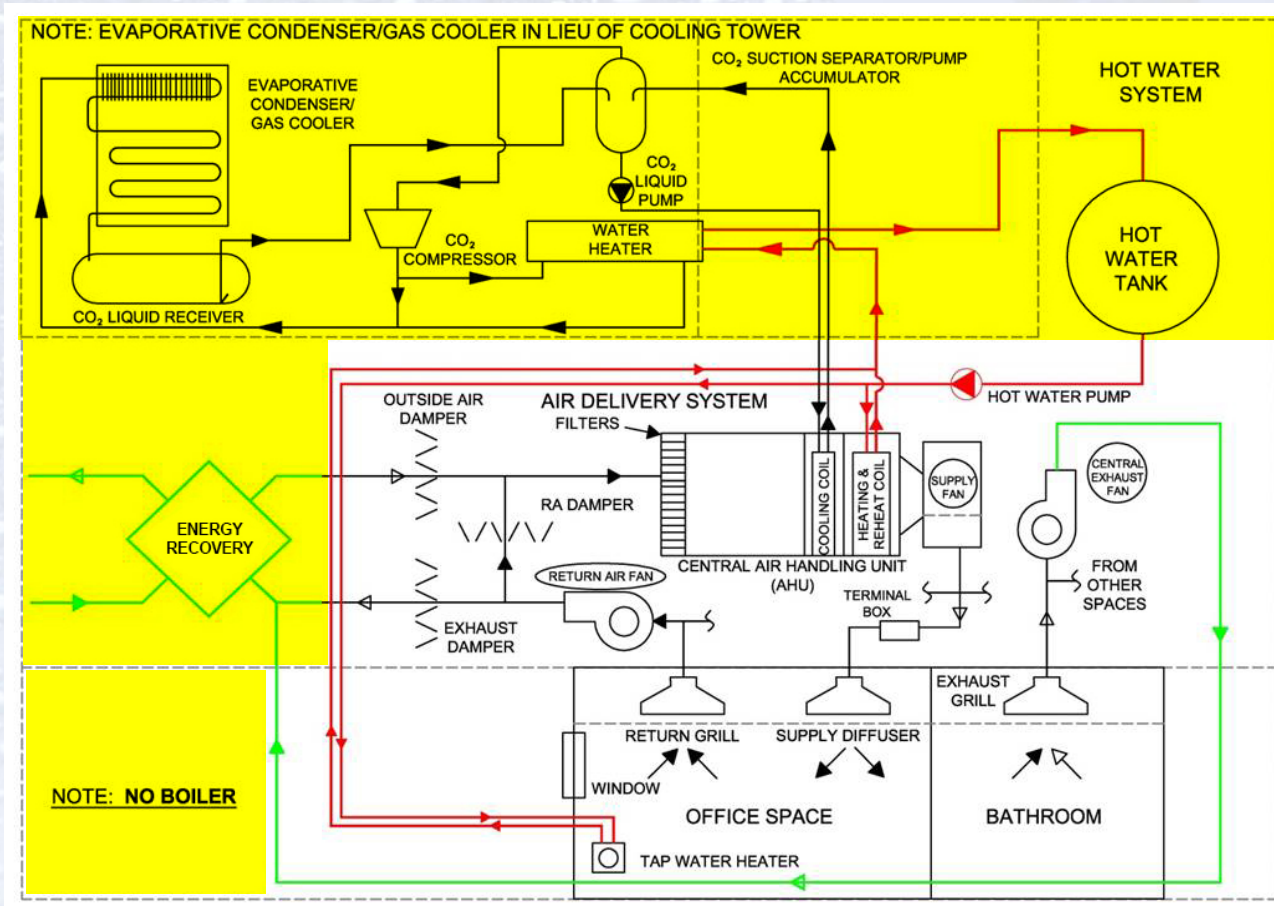 NOTE: EVAPORATIVE CONDENSER/GAS COOLER IN LIEU OF COOLING TOWER
EVAPORATIVE
CONDENSER/
GAS COOLER
CO₂ SUCTION SEPARATOR/PUMP
ACCUMULATOR
HOT WATER
SYSTEM
CO₂
LIQUID
PUMP
CO₂
COMPRESSOR
WATER
HEATER
HOT
WATER
TANK
CO₂ LIQUID RECEIVER
HOT WATER PUMP
OUTSIDE AIR
DAMPER
AIR DELIVERY SYSTEM
FILTERS
RA DAMPER
COOLING COIL
HEATING &
REHEAT COIL
SUPPLY
FAN
CENTRAL
EXHAUST
FAN
ENERGY
RECOVERY
CENTRAL AIR HANDLING UNIT
(AHU)
RETURN AIR FAN
TERMINAL
BOX
FROM
OTHER
SPACES
EXHAUST
DAMPER
EXHAUST
GRILL
RETURN GRILL
SUPPLY DIFFUSER
WINDOW
NOTE: NO BOILER
OFFICE SPACE
BATHROOM
TAP WATER HEATER